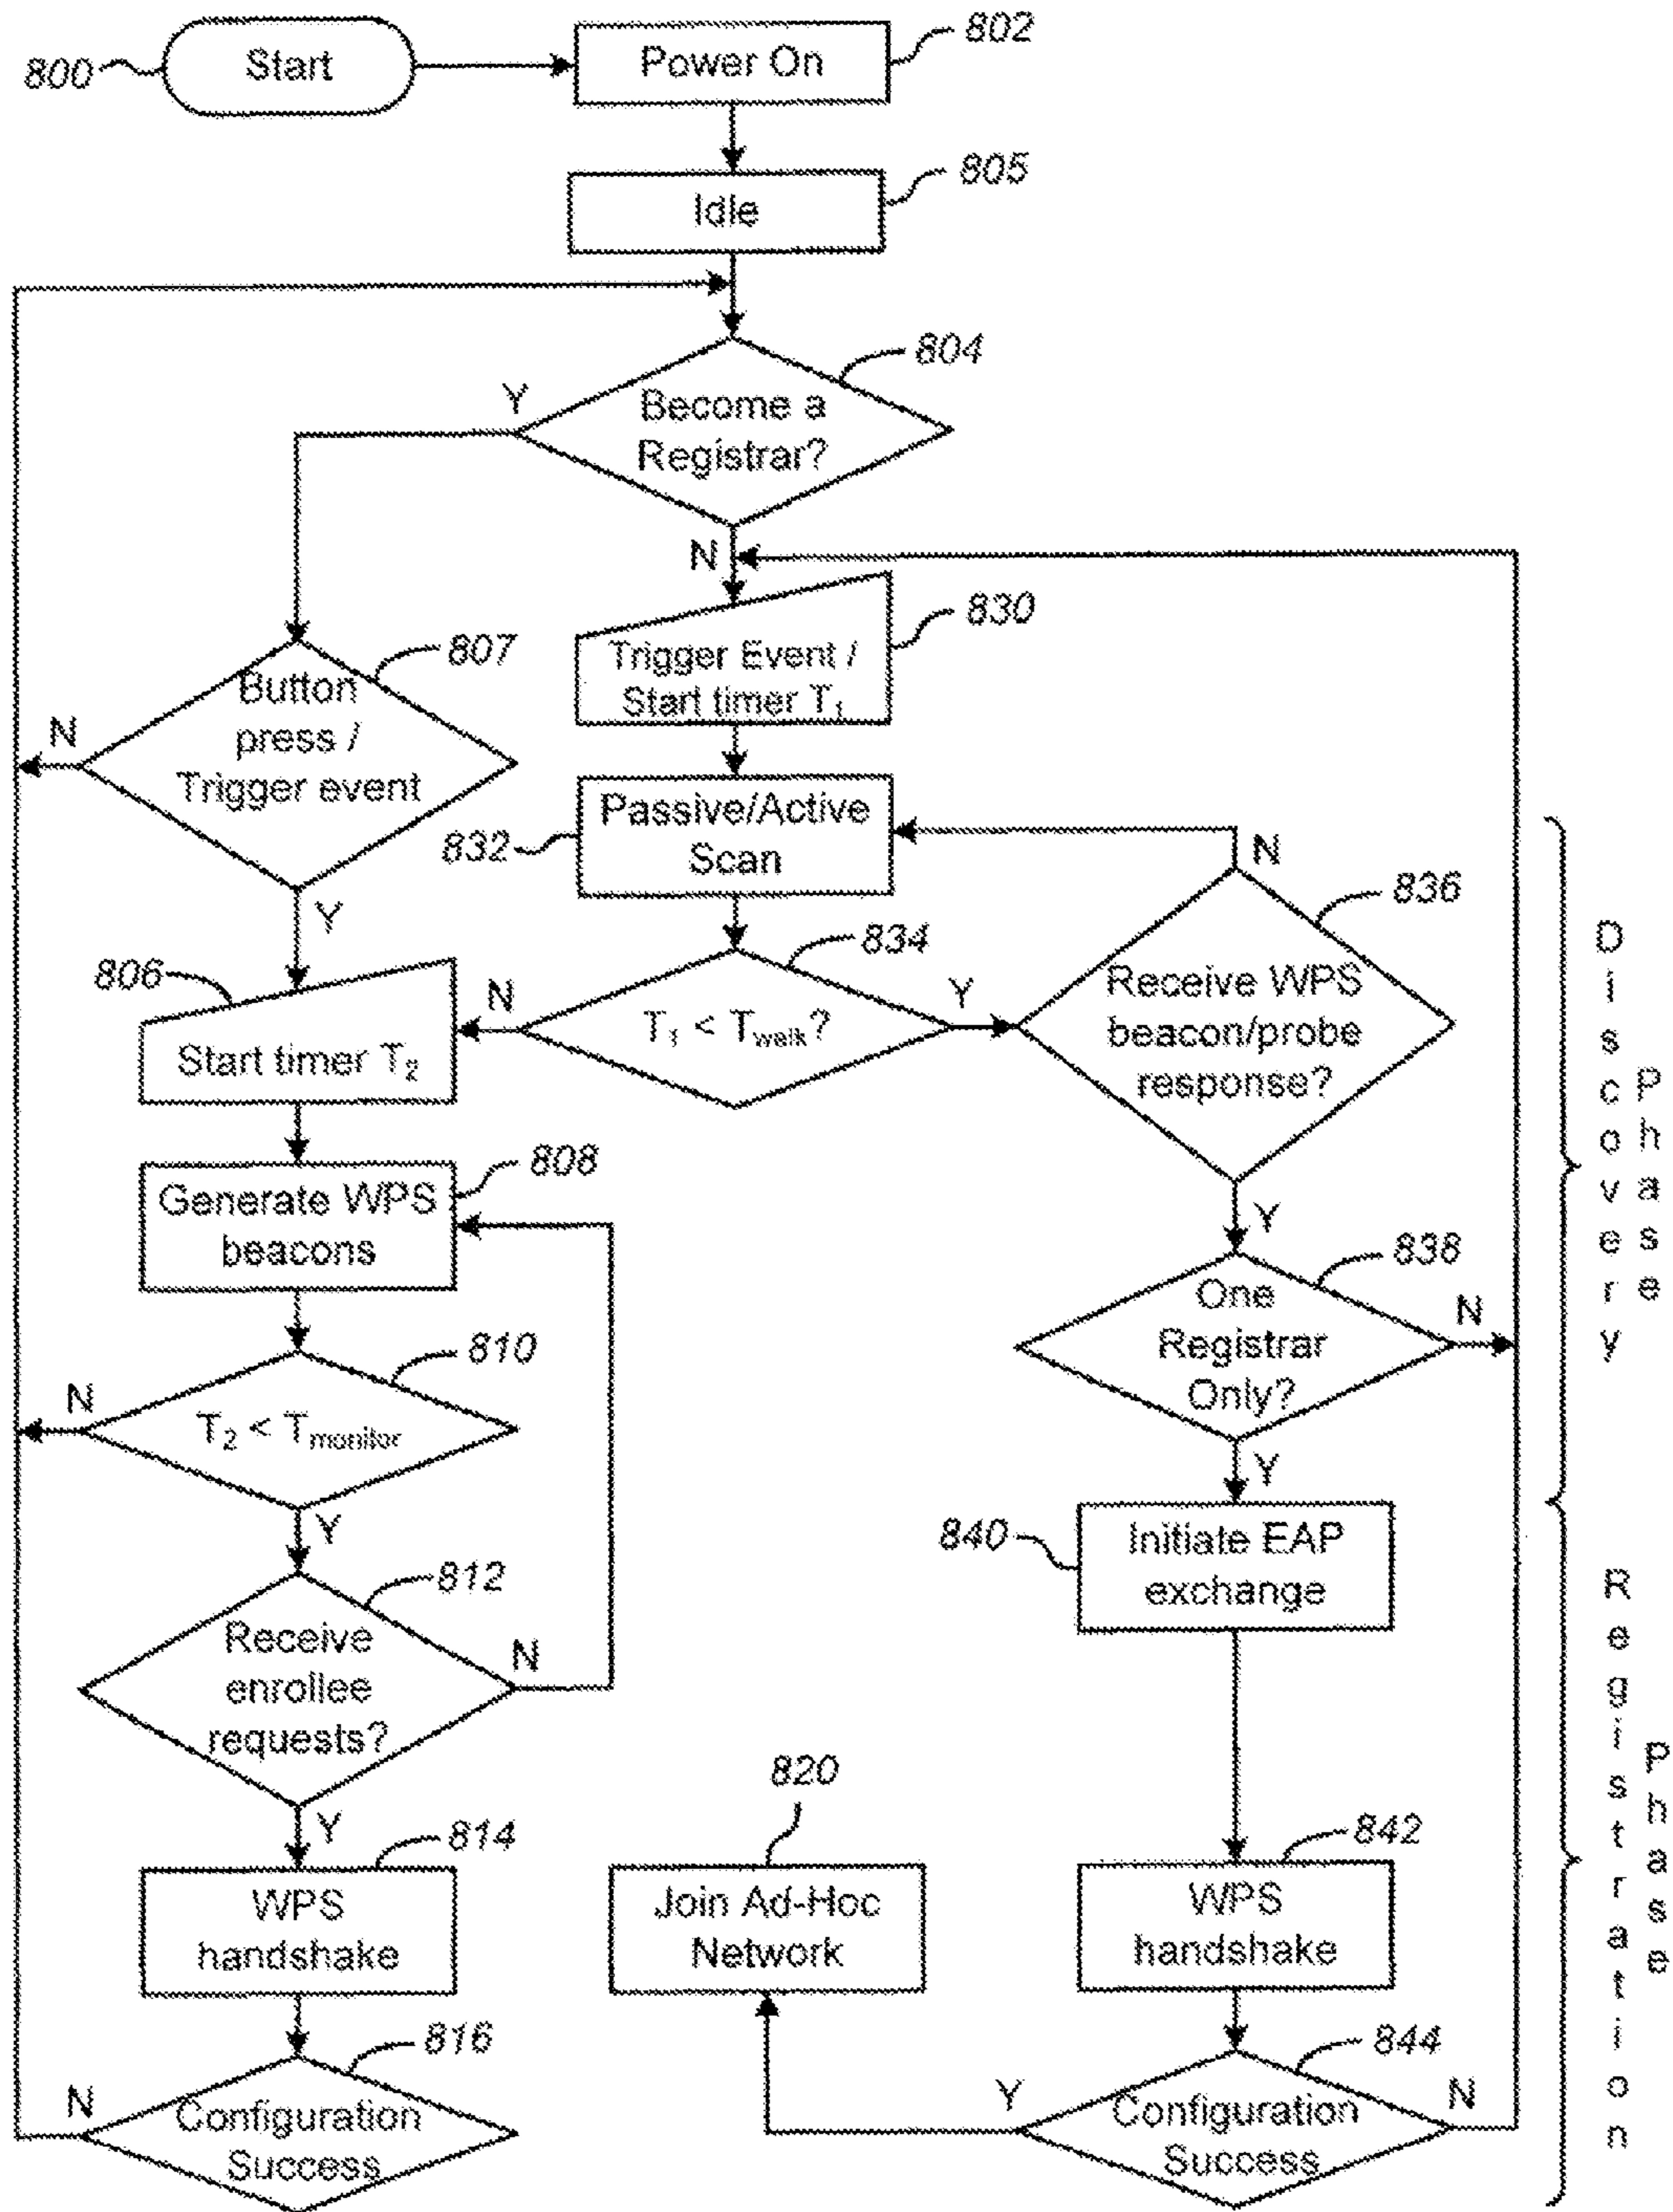 800
Start
Power On
802
Idle
805
804
Y
Become a
Registrar?
N
807
Button
press /
Trigger event
N
Y
830
Trigger Event /
Start timer T1
832
Passive/Active
Scan
N
836
Receive WPS
beacon/probe
response?
Y
834
T1 < Twalk?
N
Y
806
Start timer T2
808
Generate WPS
beacons
838
One
Registrar
Only?
N
Y
810
T2 < Tmonitor
N
Y
840
Initiate EAP
exchange
812
Receive
enrollee
requests?
N
Y
814
WPS
handshake
820
Join Ad-Hoc
Network
842
WPS
handshake
816
Configuration
Success
N
844
Configuration
Success
Y
N
Discovery
Phase
Registration
Phase